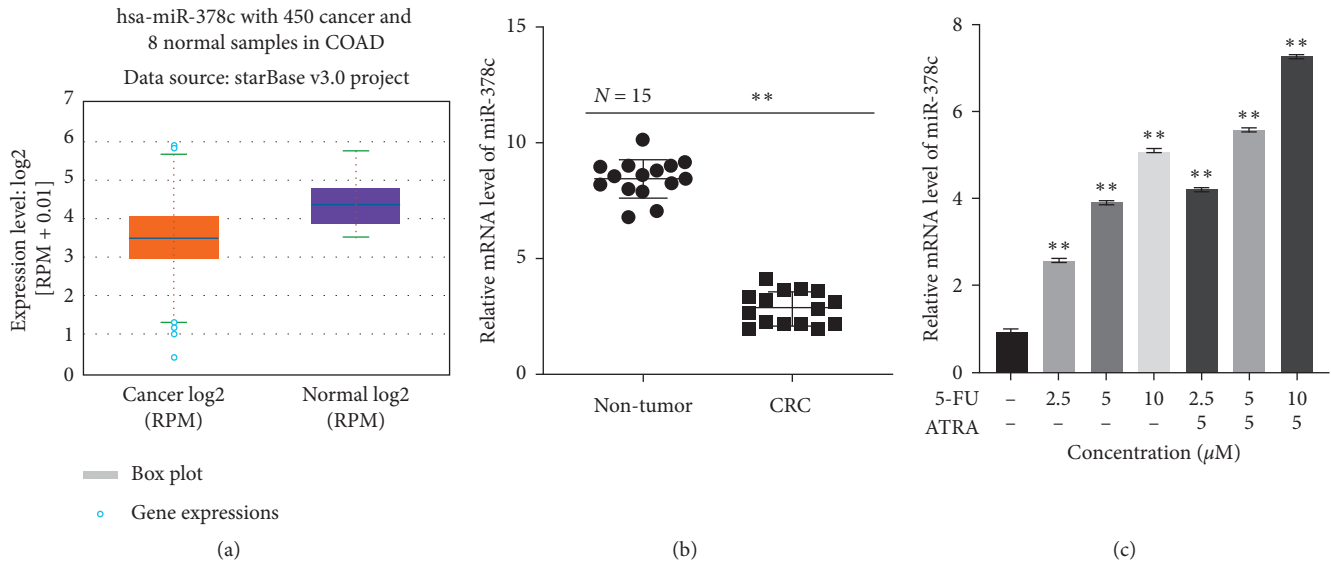 hsa-miR-378c with 450 cancer and
8 normal samples in COAD
Data source: starBase v3.0 project
Expression level: log2
[RPM + 0.01]
7
6
5
4
3
2
1
0
Cancer log2
(RPM)
Normal log2
(RPM)
Box plot
Gene expressions
(a)
Relative mRNA level of miR-378c
15
10
5
0
N = 15
**
Non-tumor
CRC
(b)
Relative mRNA level of miR-378c
8
6
4
2
0
**
**
**
**
**
**
5-FU – 2.5 5 10 2.5 5 10
ATRA – – – – 5 5 5
Concentration (μM)
(c)